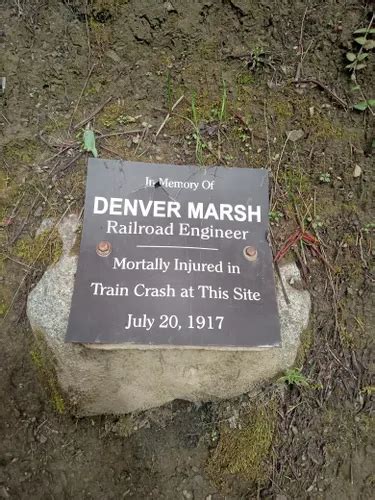 In Memory Of
DENVER MARSH
Railroad Engineer
Mortally Injured in
Train Crash at This Site
July 20, 1917